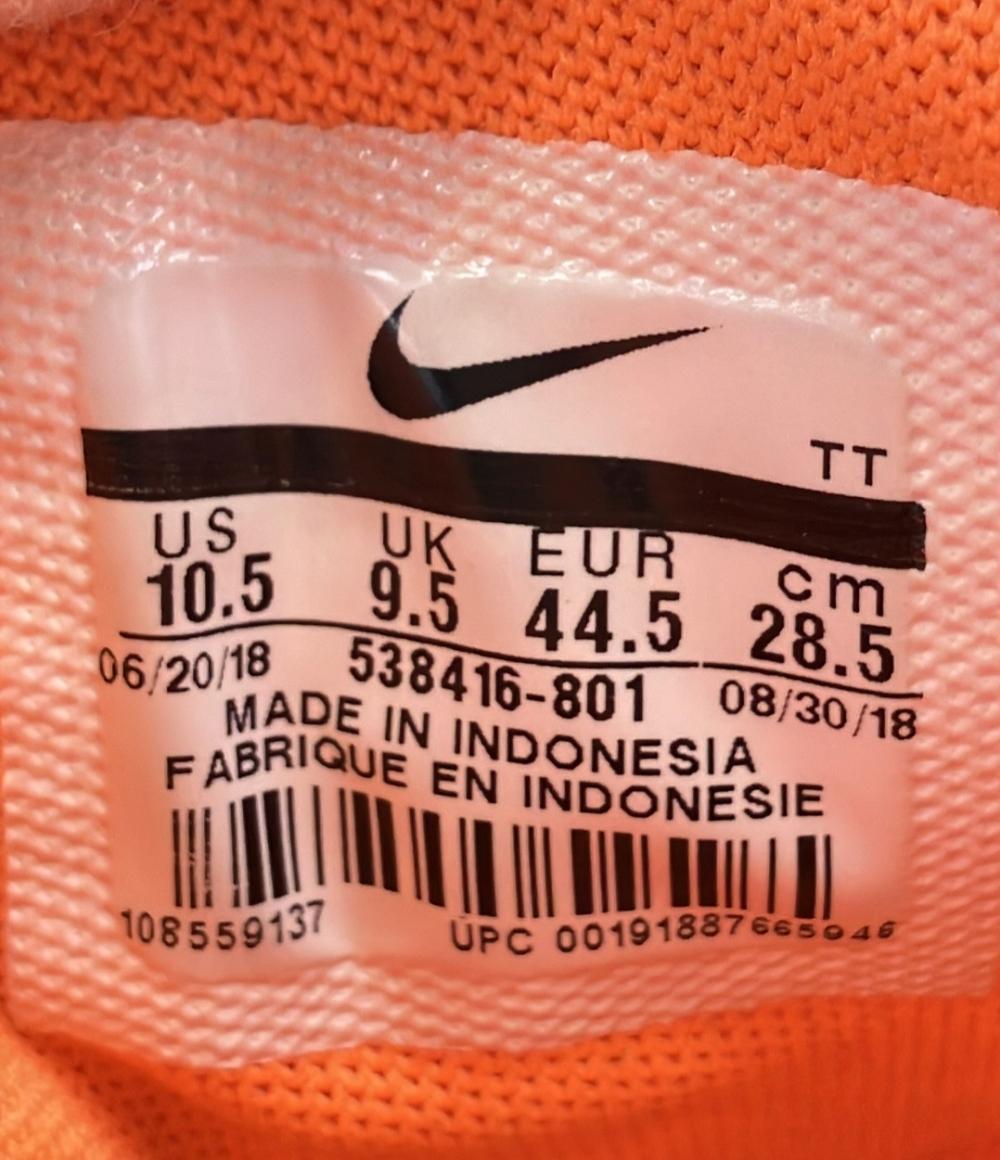 TT
US UK EUR cm
10.5 9.5 44.5 28.5
06/20/18 538416-801 08/30/18
MADE IN INDONESIA
FABRIQUE EN INDONESIE
108559137 UPC 00191887665946